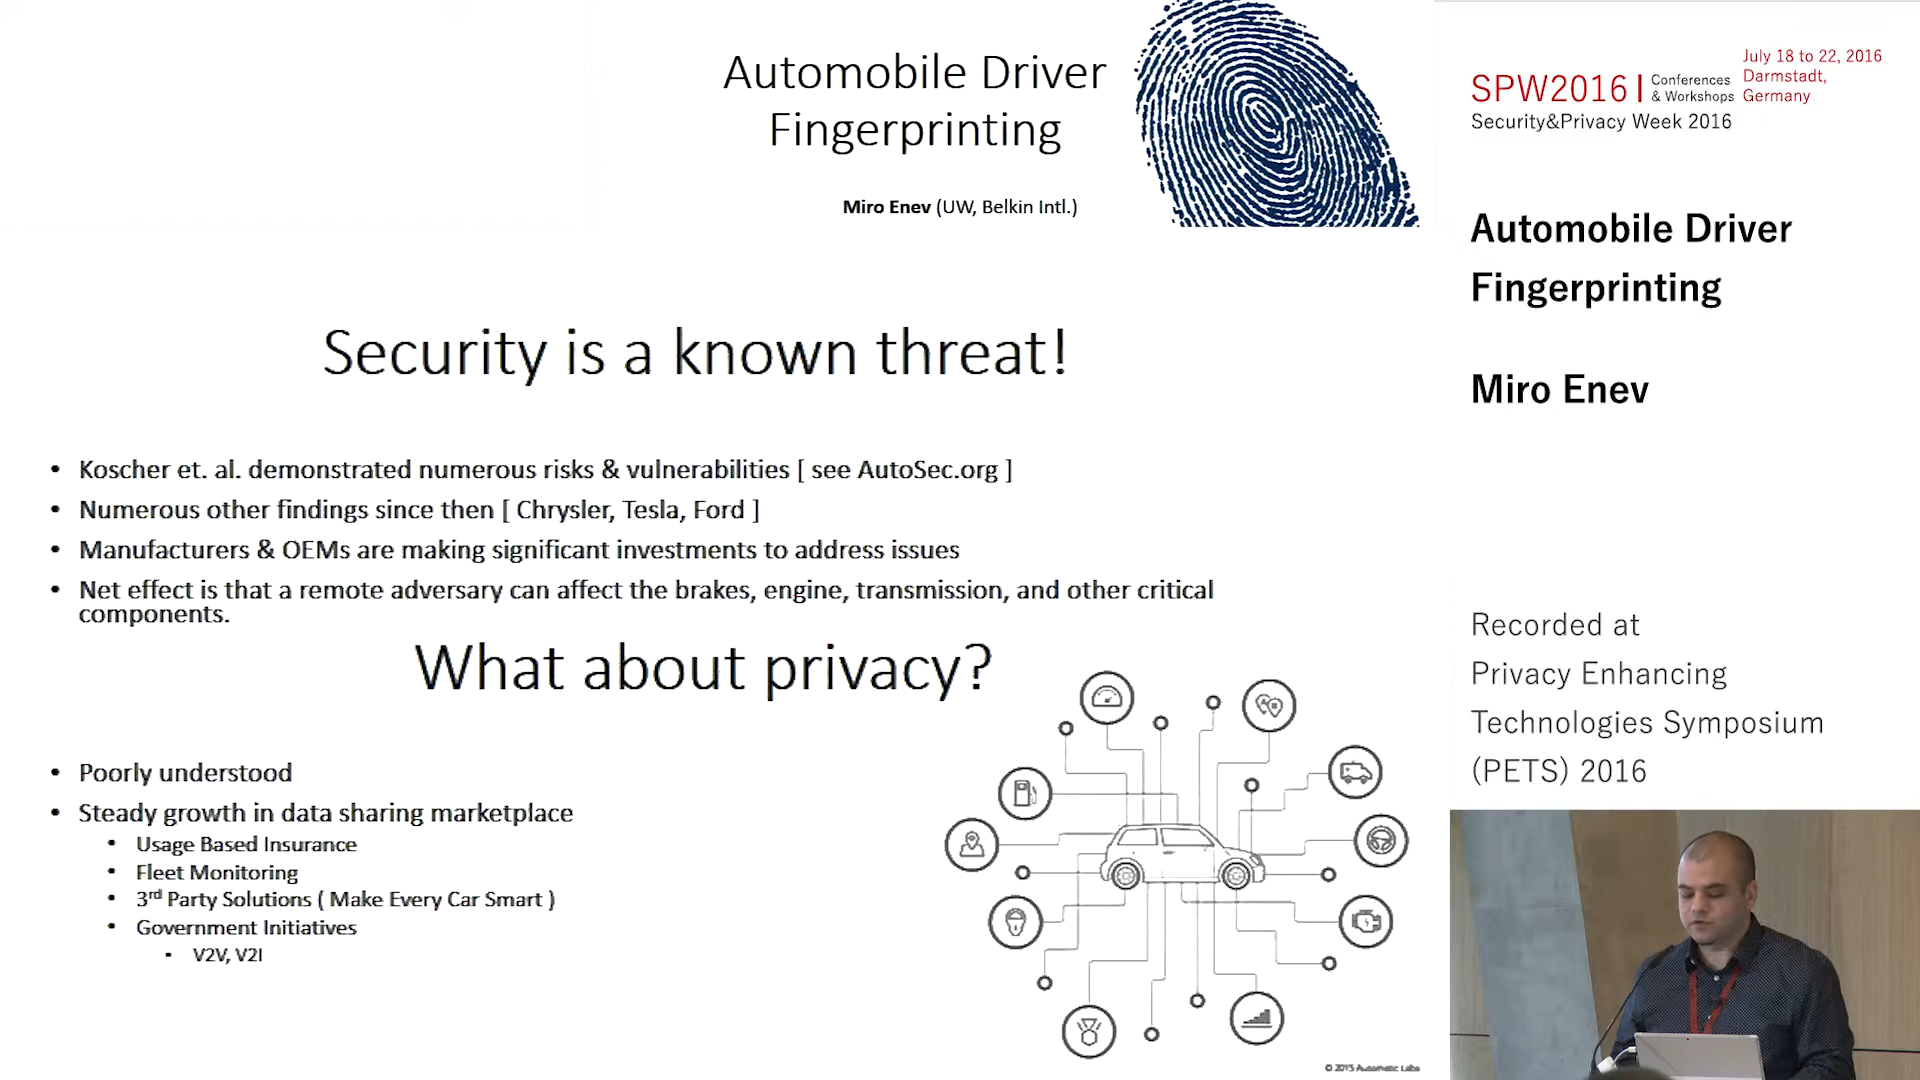 Automobile Driver
Fingerprinting
Miro Enev (UW, Belkin Intl.)
Security is a known threat!
• Koscher et. al. demonstrated numerous risks & vulnerabilities [ see AutoSec.org ]
• Numerous other findings since then [ Chrysler, Tesla, Ford ]
• Manufacturers & OEMs are making significant investments to address issues
• Net effect is that a remote adversary can affect the brakes, engine, transmission, and other critical
components.
What about privacy?
• Poorly understood
• Steady growth in data sharing marketplace
• Usage Based Insurance
• Fleet Monitoring
• 3rd Party Solutions ( Make Every Car Smart )
• Government Initiatives
• V2V, V2I
© 2015 Automatic Labs
SPW2016 | Conferences
& Workshops
July 18 to 22, 2016
Darmstadt,
Germany
Security&Privacy Week 2016
Automobile Driver
Fingerprinting
Miro Enev
Recorded at
Privacy Enhancing
Technologies Symposium
(PETS) 2016